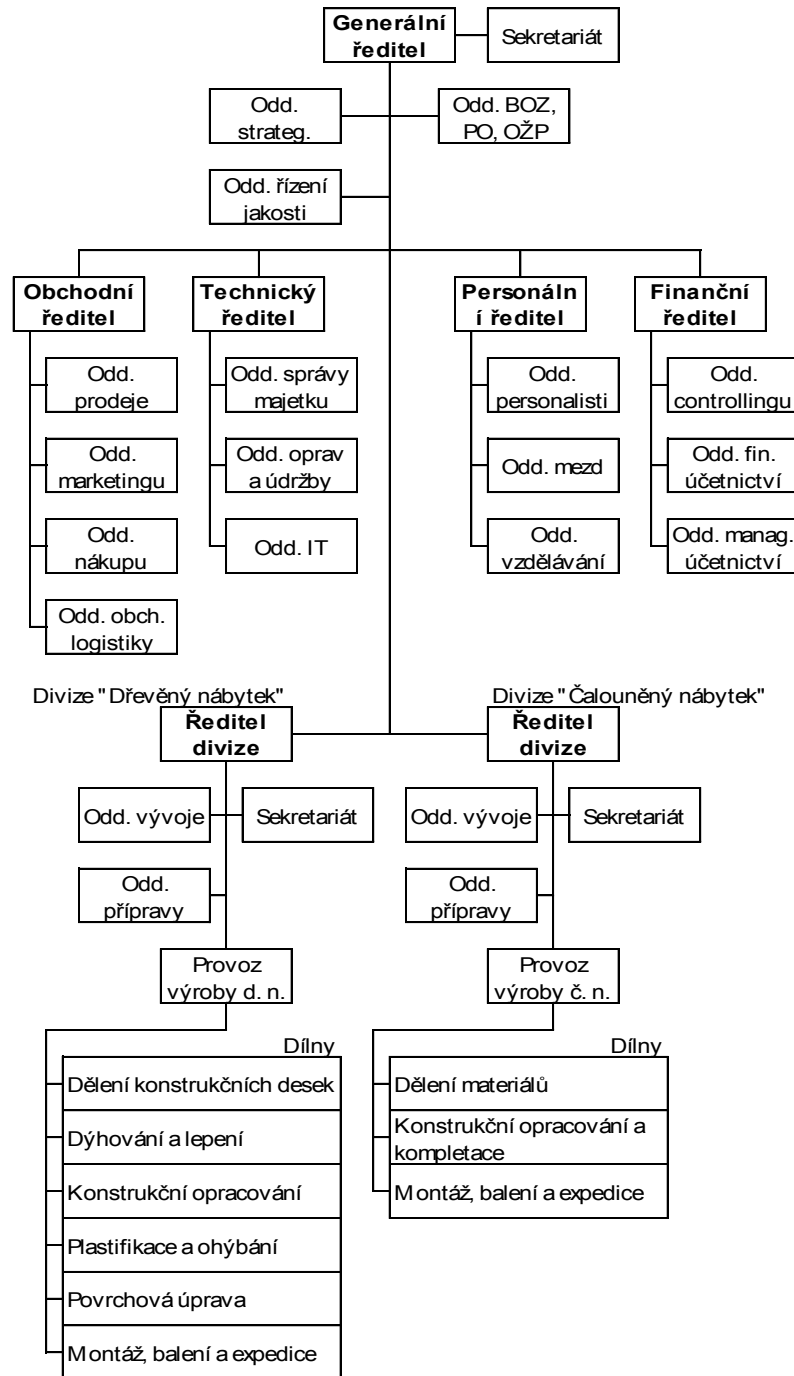 Generální
ředitel
Sekretariát
Odd.
strateg.
Odd. BOZ,
PO, OŽP
Odd. řízení
jakosti
Obchodní
ředitel
Technický
ředitel
Personáln
í ředitel
Finanční
ředitel
Odd.
prodeje
Odd. správy
majetku
Odd.
personalisti
Odd.
controllingu
Odd.
marketingu
Odd. oprav
a údržby
Odd. mezd
Odd. fin.
účetnictví
Odd.
nákupu
Odd. IT
Odd.
vzdělávání
Odd. manag.
účetnictví
Odd. obch.
logistiky
Divize "Dřevěný nábytek"
Divize "Čalouněný nábytek"
Ředitel
divize
Ředitel
divize
Odd. vývoje
Sekretariát
Odd. vývoje
Sekretariát
Odd.
přípravy
Odd.
přípravy
Provoz
výroby d. n.
Provoz
výroby č. n.
Dílny
Dělení konstrukčních desek
Dýhování a lepení
Konstrukční opracování
Plastifikace a ohýbání
Povrchová úprava
Montáž, balení a expedice
Dílny
Dělení materiálů
Konstrukční opracování a
kompletace
Montáž, balení a expedice